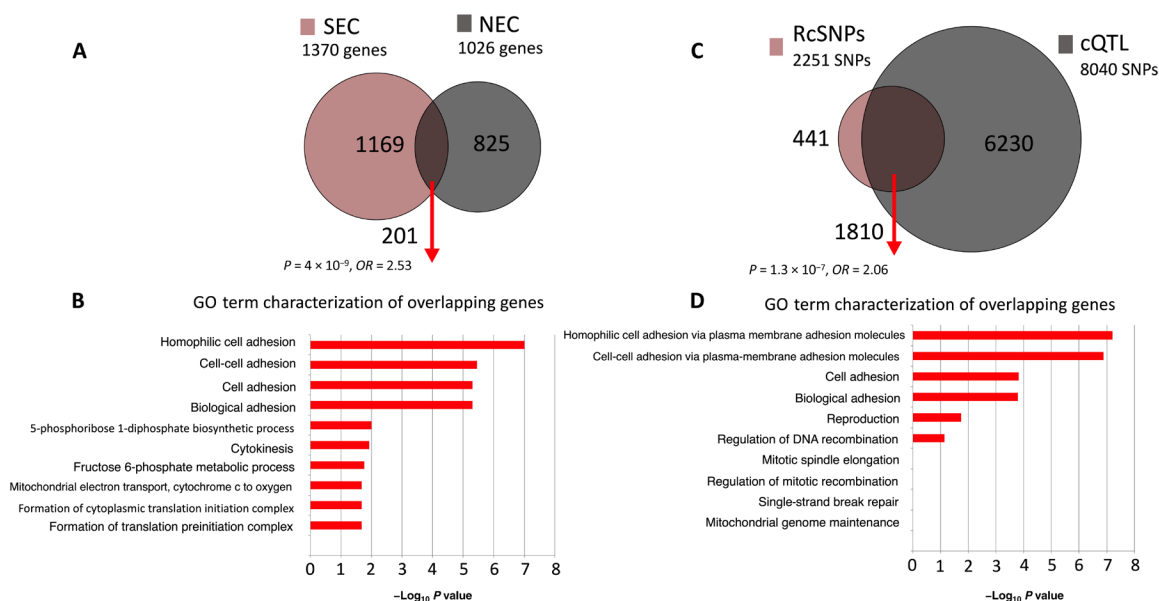 A
SEC
1370 genes
NEC
1026 genes
1169
825
201
P = 4 × 10⁻⁹, OR = 2.53
B
GO term characterization of overlapping genes
Homophilic cell adhesion
Cell-cell adhesion
Cell adhesion
Biological adhesion
5-phosphoribose 1-diphosphate biosynthetic process
Cytokinesis
Fructose 6-phosphate metabolic process
Mitochondrial electron transport, cytochrome c to oxygen
Formation of cytoplasmic translation initiation complex
Formation of translation preinitiation complex
0 1 2 3 4 5 6 7 8
–Log₁₀ P value
C
RcSNPs
2251 SNPs
cQTL
8040 SNPs
441
6230
1810
P = 1.3 × 10⁻⁷, OR = 2.06
D
GO term characterization of overlapping genes
Homophilic cell adhesion via plasma membrane adhesion molecules
Cell-cell adhesion via plasma-membrane adhesion molecules
Cell adhesion
Biological adhesion
Reproduction
Regulation of DNA recombination
Mitotic spindle elongation
Regulation of mitotic recombination
Single-strand break repair
Mitochondrial genome maintenance
0 1 2 3 4 5 6 7 8
–Log₁₀ P value